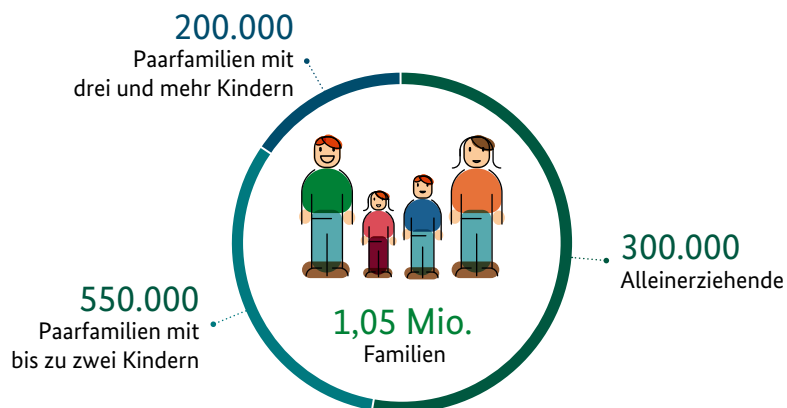 200.000
Paarfamilien mit
drei und mehr Kindern
300.000
Alleinerziehende
550.000
Paarfamilien mit
bis zu zwei Kindern
1,05 Mio.
Familien